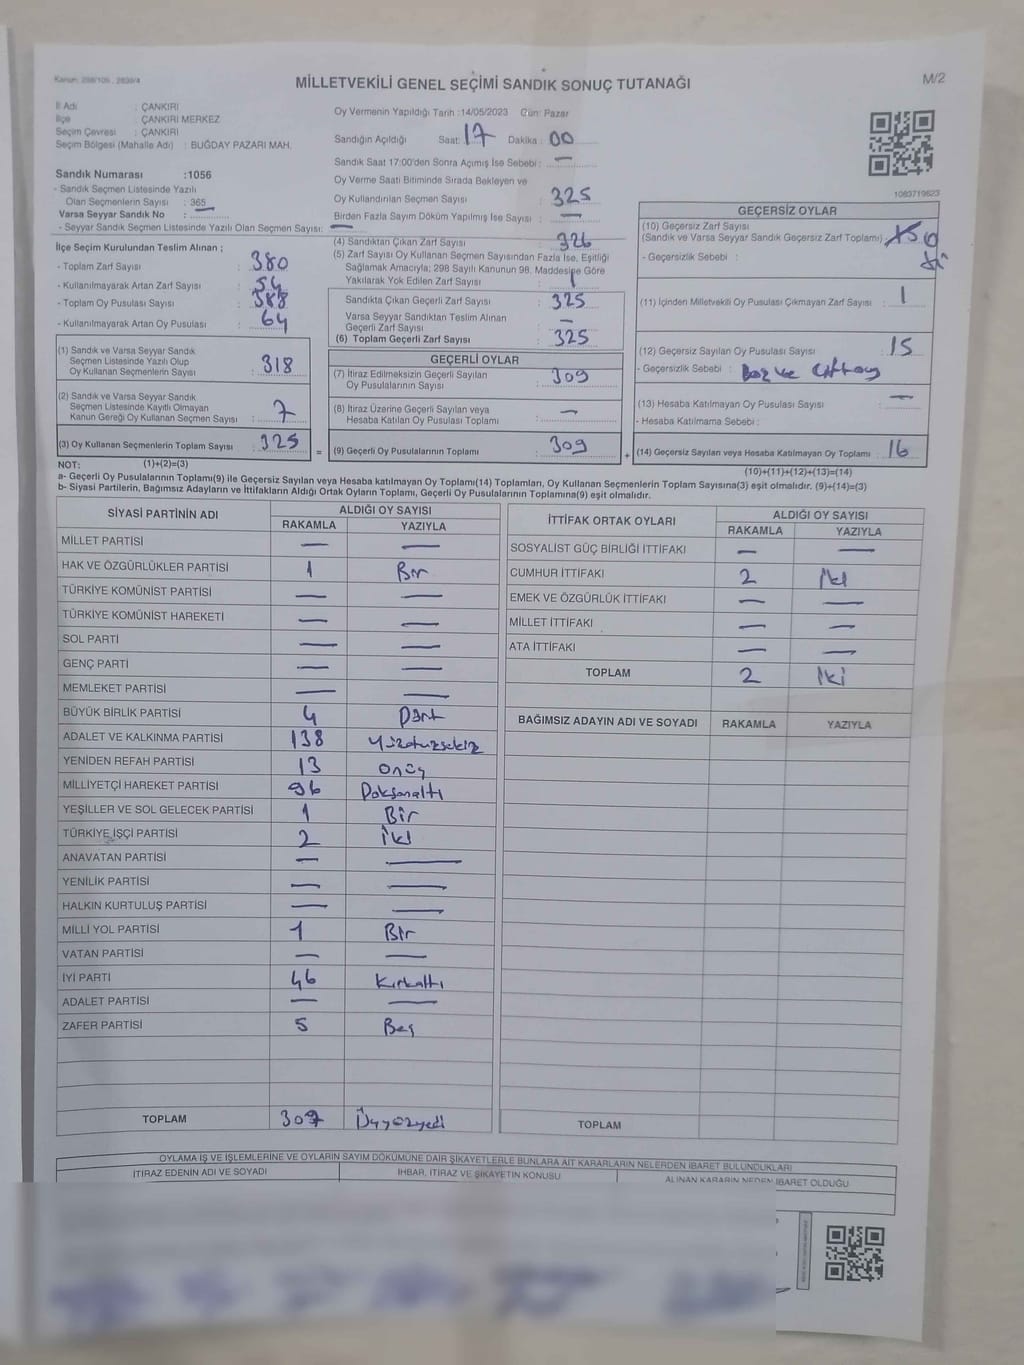 Kanun: 298/105, 2839/4
MİLLETVEKİLİ GENEL SEÇİMİ SANDIK SONUÇ TUTANAĞI
M/2
İl Adı : ÇANKIRI
İlçe : ÇANKIRI MERKEZ
Seçim Çevresi : ÇANKIRI
Seçim Bölgesi (Mahalle Adı) : BUĞDAY PAZARI MAH.
Sandık Numarası :1056
- Sandık Seçmen Listesinde Yazılı
Olan Seçmenlerin Sayısı : 365
Varsa Seyyar Sandık No :
- Seyyar Sandık Seçmen Listesinde Yazılı Olan Seçmen Sayısı: —
İlçe Seçim Kurulundan Teslim Alınan ;
- Toplam Zarf Sayısı : 380
- Kullanılmayarak Artan Zarf Sayısı : 54
- Toplam Oy Pusulası Sayısı : 388
- Kullanılmayarak Artan Oy Pusulası : 64
(1) Sandık ve Varsa Seyyar Sandık
Seçmen Listesinde Yazılı Olup
Oy Kullanan Seçmenlerin Sayısı : 318
(2) Sandık ve Varsa Seyyar Sandık
Seçmen Listesinde Kayıtlı Olmayan
Kanun Gereği Oy Kullanan Seçmen Sayısı : 7
(3) Oy Kullanan Seçmenlerin Toplam Sayısı : 325
Oy Vermenin Yapıldığı Tarih :14/05/2023 Gün: Pazar
Sandığın Açıldığı Saat: 17 Dakika : 00
Sandık Saat 17:00'den Sonra Açımış İse Sebebi : —
Oy Verme Saati Bitiminde Sırada Bekleyen ve
Oy Kullandırılan Seçmen Sayısı : 325
Birden Fazla Sayım Döküm Yapılmış İse Sayısı : —
(4) Sandıktan Çıkan Zarf Sayısı : 326
(5) Zarf Sayısı Oy Kullanan Seçmen Sayısından Fazla İse, Eşitliği
Sağlamak Amacıyla; 298 Sayılı Kanunun 98. Maddesine Göre
Yakılarak Yok Edilen Zarf Sayısı : 1
Sandıkta Çıkan Geçerli Zarf Sayısı : 325
Varsa Seyyar Sandıktan Teslim Alınan
Geçerli Zarf Sayısı : —
(6) Toplam Geçerli Zarf Sayısı : 325
GEÇERLİ OYLAR
(7) İtiraz Edilmeksizin Geçerli Sayılan
Oy Pusulalarının Sayısı : 309
(8) İtiraz Üzerine Geçerli Sayılan veya
Hesaba Katılan Oy Pusulası Toplamı : —
= (9) Geçerli Oy Pusulalarının Toplamı : 309
1083719623
GEÇERSİZ OYLAR
(10) Geçersiz Zarf Sayısı
(Sandık ve Varsa Seyyar Sandık Geçersiz Zarf Toplamı) : 0
- Geçersizlik Sebebi :
(11) İçinden Milletvekili Oy Pusulası Çıkmayan Zarf Sayısı : 1
(12) Geçersiz Sayılan Oy Pusulası Sayısı : 15
- Geçersizlik Sebebi : Boş ve
(13) Hesaba Katılmayan Oy Pusulası Sayısı : —
- Hesaba Katılmama Sebebi :
+ (14) Geçersiz Sayılan veya Hesaba Katılmayan Oy Toplamı : 16
NOT: (1)+(2)=(3)
(10)+(11)+(12)+(13)=(14)
a- Geçerli Oy Pusulalarının Toplamı(9) ile Geçersiz Sayılan veya Hesaba katılmayan Oy Toplamı(14) Toplamları, Oy Kullanan Seçmenlerin Toplam Sayısına(3) eşit olmalıdır. (9)+(14)=(3)
b- Siyasi Partilerin, Bağımsız Adayların ve İttifakların Aldığı Ortak Oyların Toplamı, Geçerli Oy Pusulalarının Toplamına(9) eşit olmalıdır.
SİYASİ PARTİNİN ADI ALDIĞI OY SAYISI
RAKAMLA YAZIYLA
MİLLET PARTİSİ — —
HAK VE ÖZGÜRLÜKLER PARTİSİ 1 Bir
TÜRKİYE KOMÜNİST PARTİSİ — —
TÜRKİYE KOMÜNİST HAREKETİ — —
SOL PARTİ — —
GENÇ PARTİ — —
MEMLEKET PARTİSİ — —
BÜYÜK BİRLİK PARTİSİ 4 Dört
ADALET VE KALKINMA PARTİSİ 138 Yüzotuzsekiz
YENİDEN REFAH PARTİSİ 13 onüç
MİLLİYETÇİ HAREKET PARTİSİ 96 Doksanaltı
YEŞİLLER VE SOL GELECEK PARTİSİ 1 Bir
TÜRKİYE İŞÇİ PARTİSİ 2 İki
ANAVATAN PARTİSİ — —
YENİLİK PARTİSİ — —
HALKIN KURTULUŞ PARTİSİ — —
MİLLİ YOL PARTİSİ 1 Bir
VATAN PARTİSİ — —
İYİ PARTİ 46 Kırkaltı
ADALET PARTİSİ — —
ZAFER PARTİSİ 5 Beş
TOPLAM 307 Üçyüzyedi
İTTİFAK ORTAK OYLARI ALDIĞI OY SAYISI
RAKAMLA YAZIYLA
SOSYALİST GÜÇ BİRLİĞİ İTTİFAKI — —
CUMHUR İTTİFAKI 2 İki
EMEK VE ÖZGÜRLÜK İTTİFAKI — —
MİLLET İTTİFAKI — —
ATA İTTİFAKI — —
TOPLAM 2 İki
BAĞIMSIZ ADAYIN ADI VE SOYADI RAKAMLA YAZIYLA
TOPLAM
OYLAMA İŞ VE İŞLEMLERİNE VE OYLARIN SAYIM DÖKÜMÜNE DAİR ŞİKAYETLERLE BUNLARA AİT KARARLARIN NELERDEN İBARET BULUNDUKLARI
İTİRAZ EDENİN ADI VE SOYADI İHBAR, İTİRAZ VE ŞİKAYETİN KONUSU ALINAN KARARIN NEDEN İBARET OLDUĞU